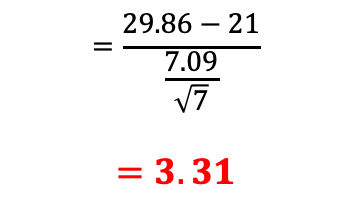 = 29.86 − 21
7.09
√7
= 3.31